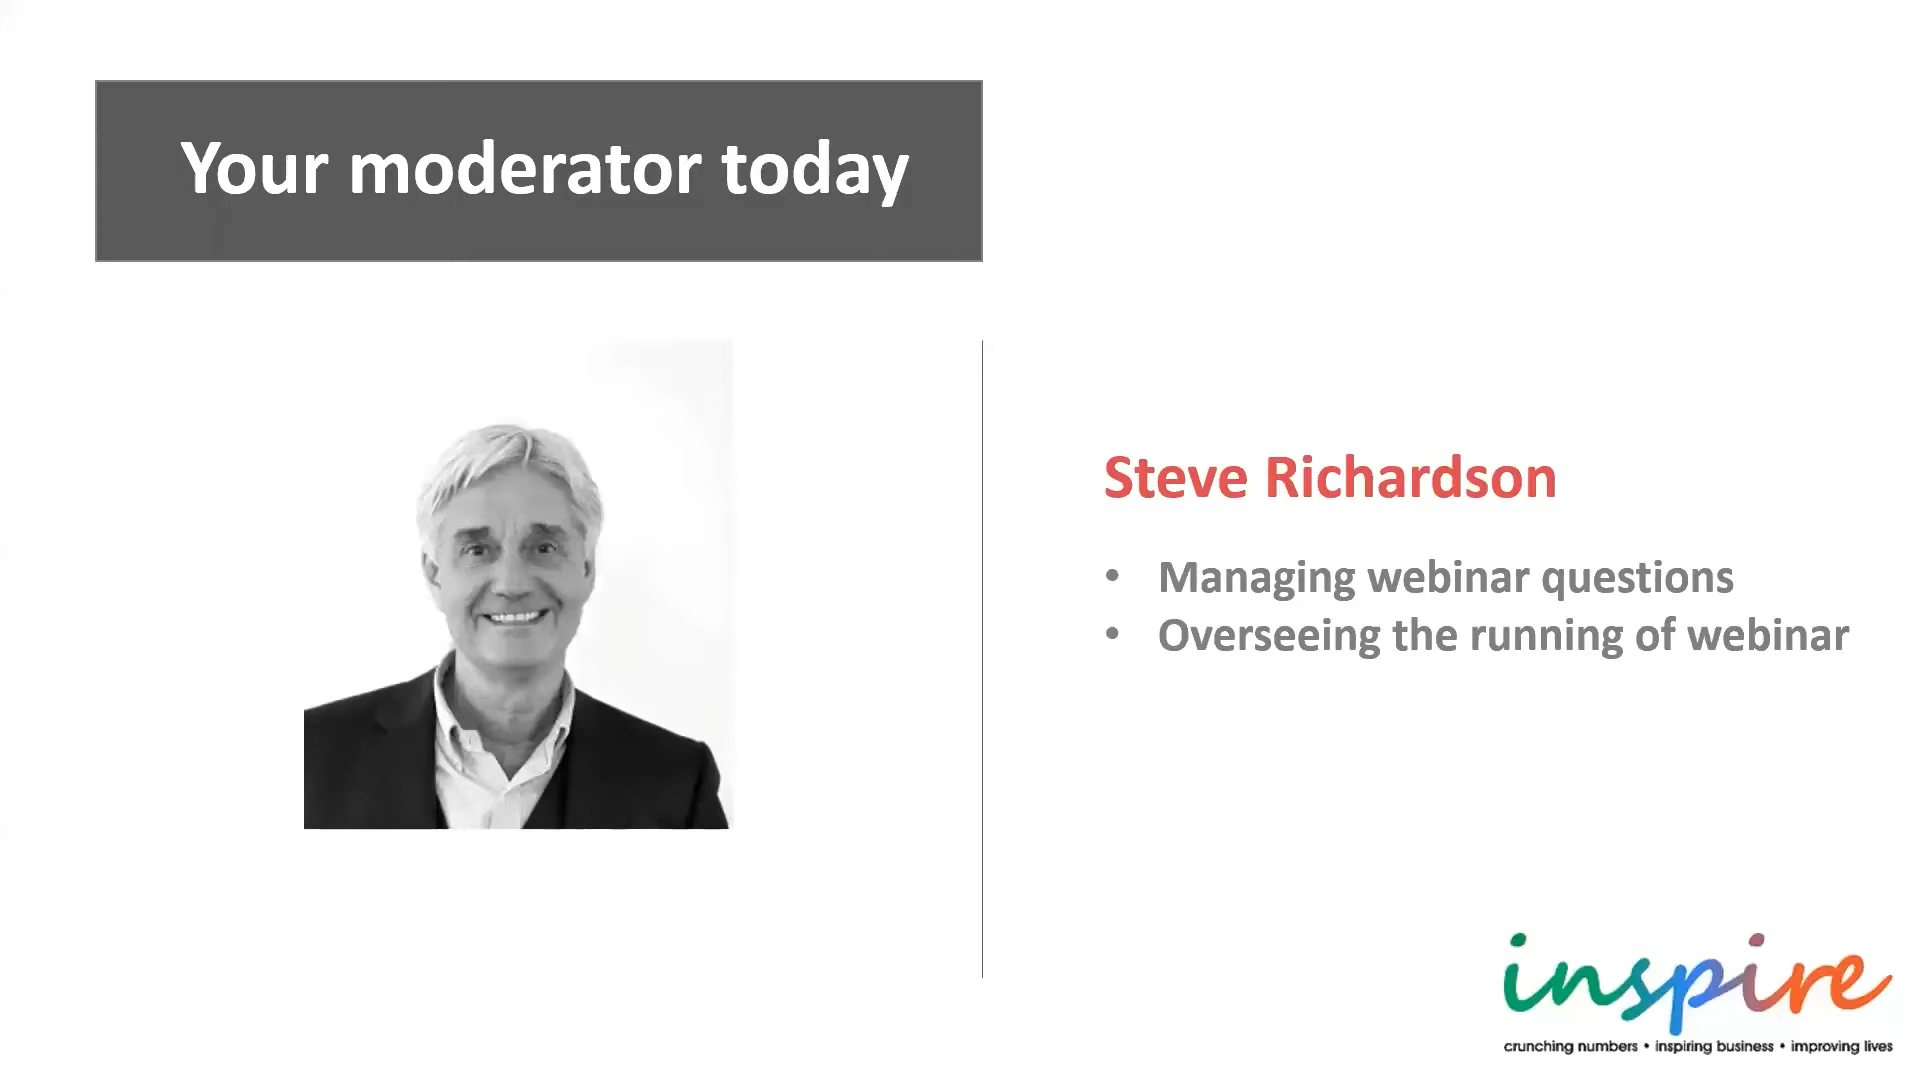 Your moderator today
Steve Richardson
• Managing webinar questions
• Overseeing the running of webinar
inspire
crunching numbers • inspiring business • improving lives